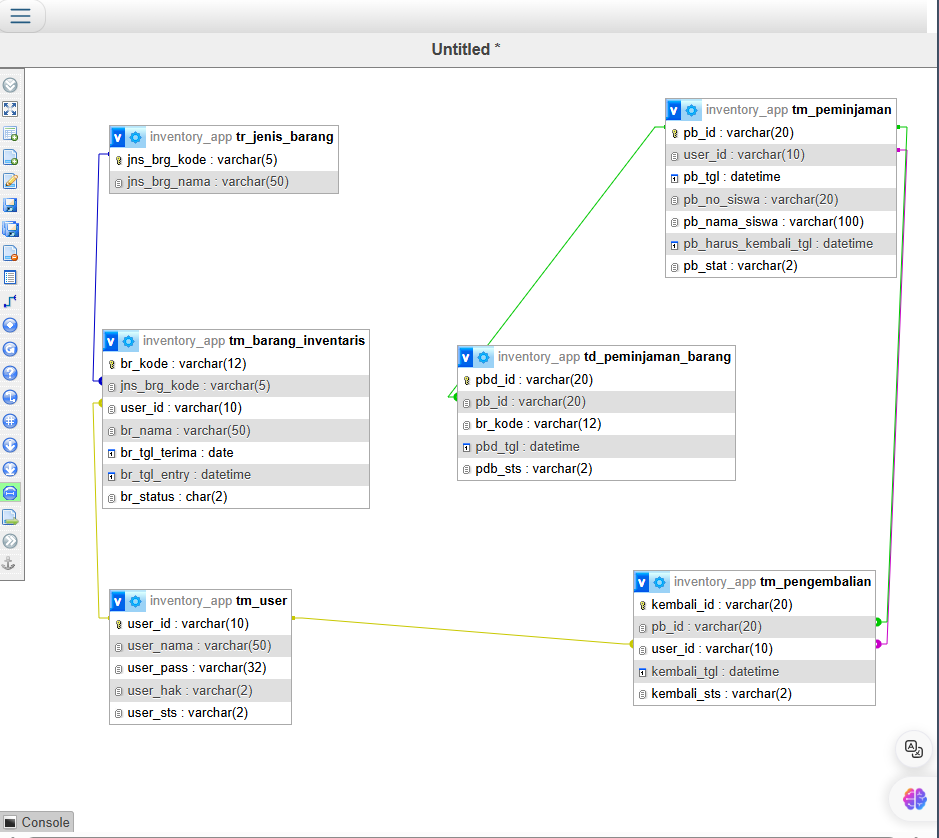 Untitled *
inventory_app tr_jenis_barang
jns_brg_kode : varchar(5)
jns_brg_nama : varchar(50)
inventory_app tm_peminjaman
pb_id : varchar(20)
user_id : varchar(10)
pb_tgl : datetime
pb_no_siswa : varchar(20)
pb_nama_siswa : varchar(100)
pb_harus_kembali_tgl : datetime
pb_stat : varchar(2)
inventory_app tm_barang_inventaris
br_kode : varchar(12)
jns_brg_kode : varchar(5)
user_id : varchar(10)
br_nama : varchar(50)
br_tgl_terima : date
br_tgl_entry : datetime
br_status : char(2)
inventory_app td_peminjaman_barang
pbd_id : varchar(20)
pb_id : varchar(20)
br_kode : varchar(12)
pbd_tgl : datetime
pdb_sts : varchar(2)
inventory_app tm_user
user_id : varchar(10)
user_nama : varchar(50)
user_pass : varchar(32)
user_hak : varchar(2)
user_sts : varchar(2)
inventory_app tm_pengembalian
kembali_id : varchar(20)
pb_id : varchar(20)
user_id : varchar(10)
kembali_tgl : datetime
kembali_sts : varchar(2)
Console